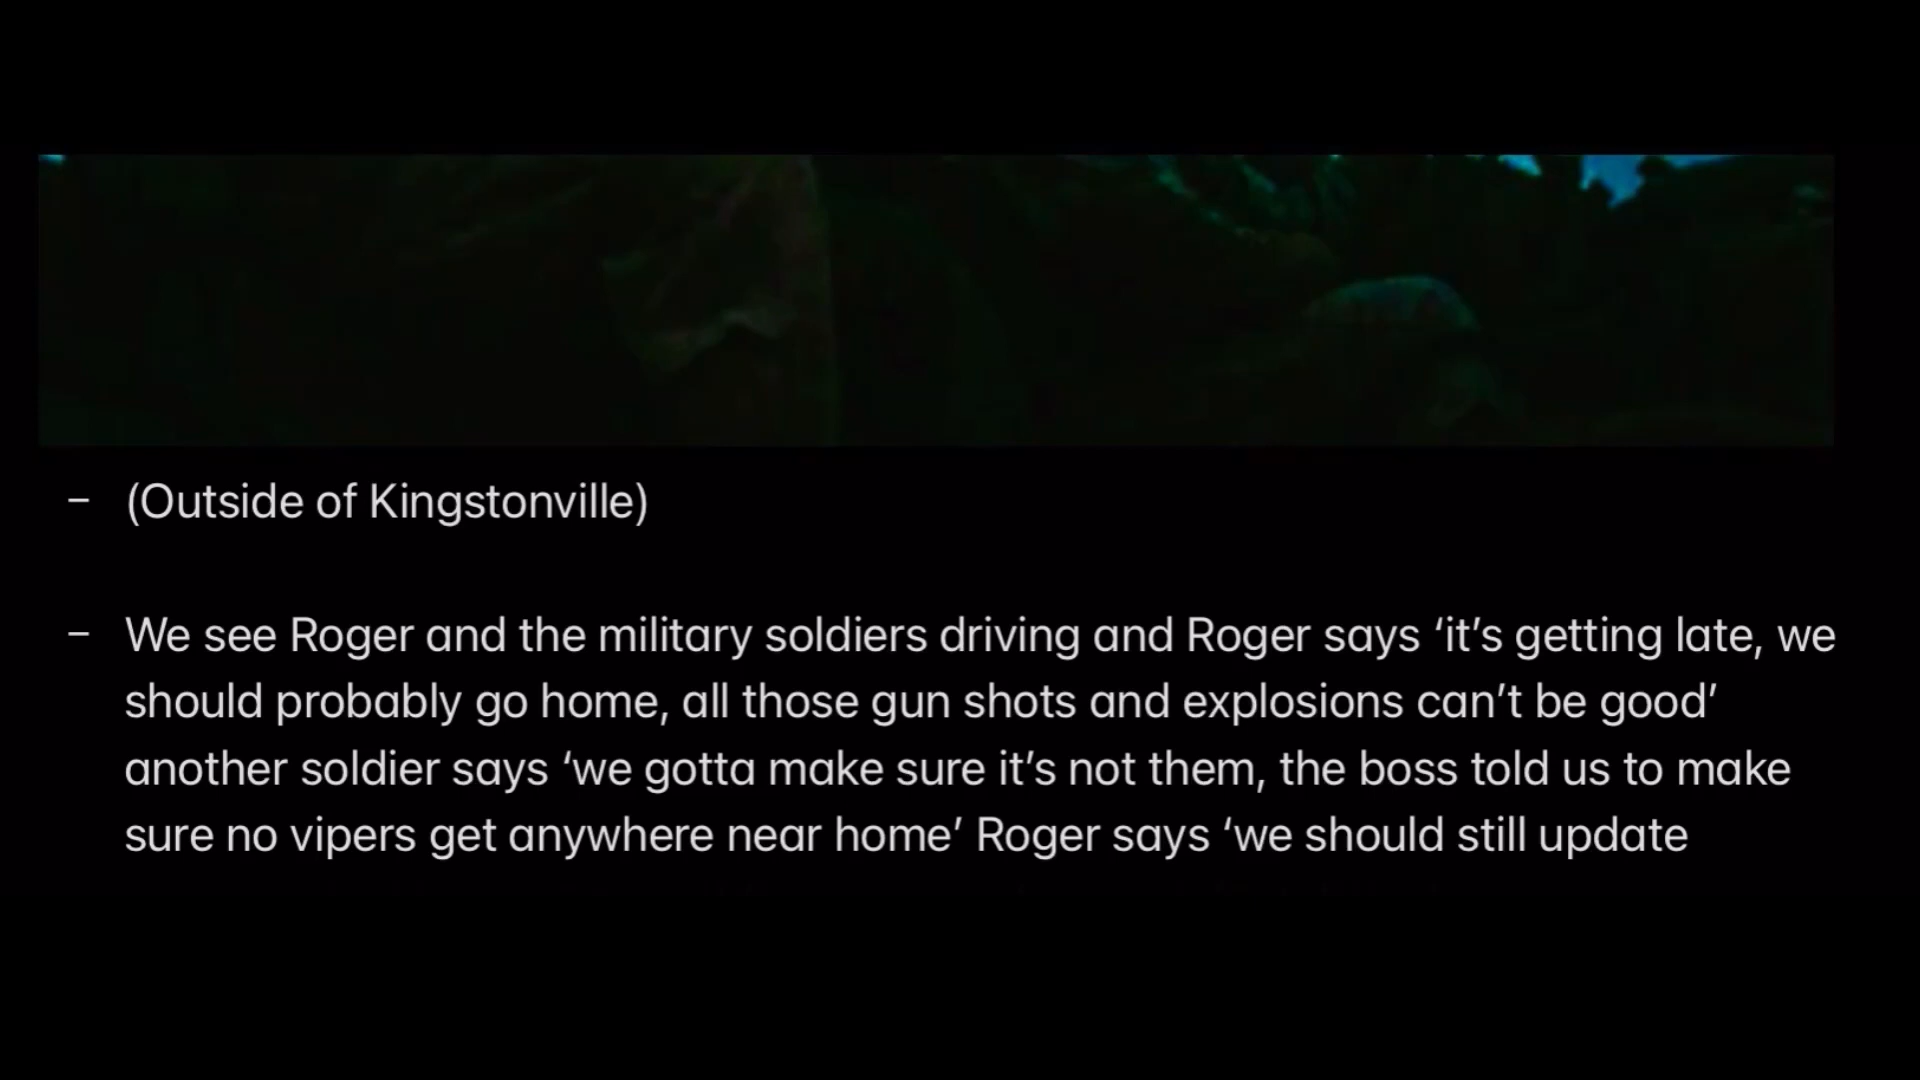 – (Outside of Kingstonville)
– We see Roger and the military soldiers driving and Roger says ‘it’s getting late, we
should probably go home, all those gun shots and explosions can’t be good’
another soldier says ‘we gotta make sure it’s not them, the boss told us to make
sure no vipers get anywhere near home’ Roger says ‘we should still update